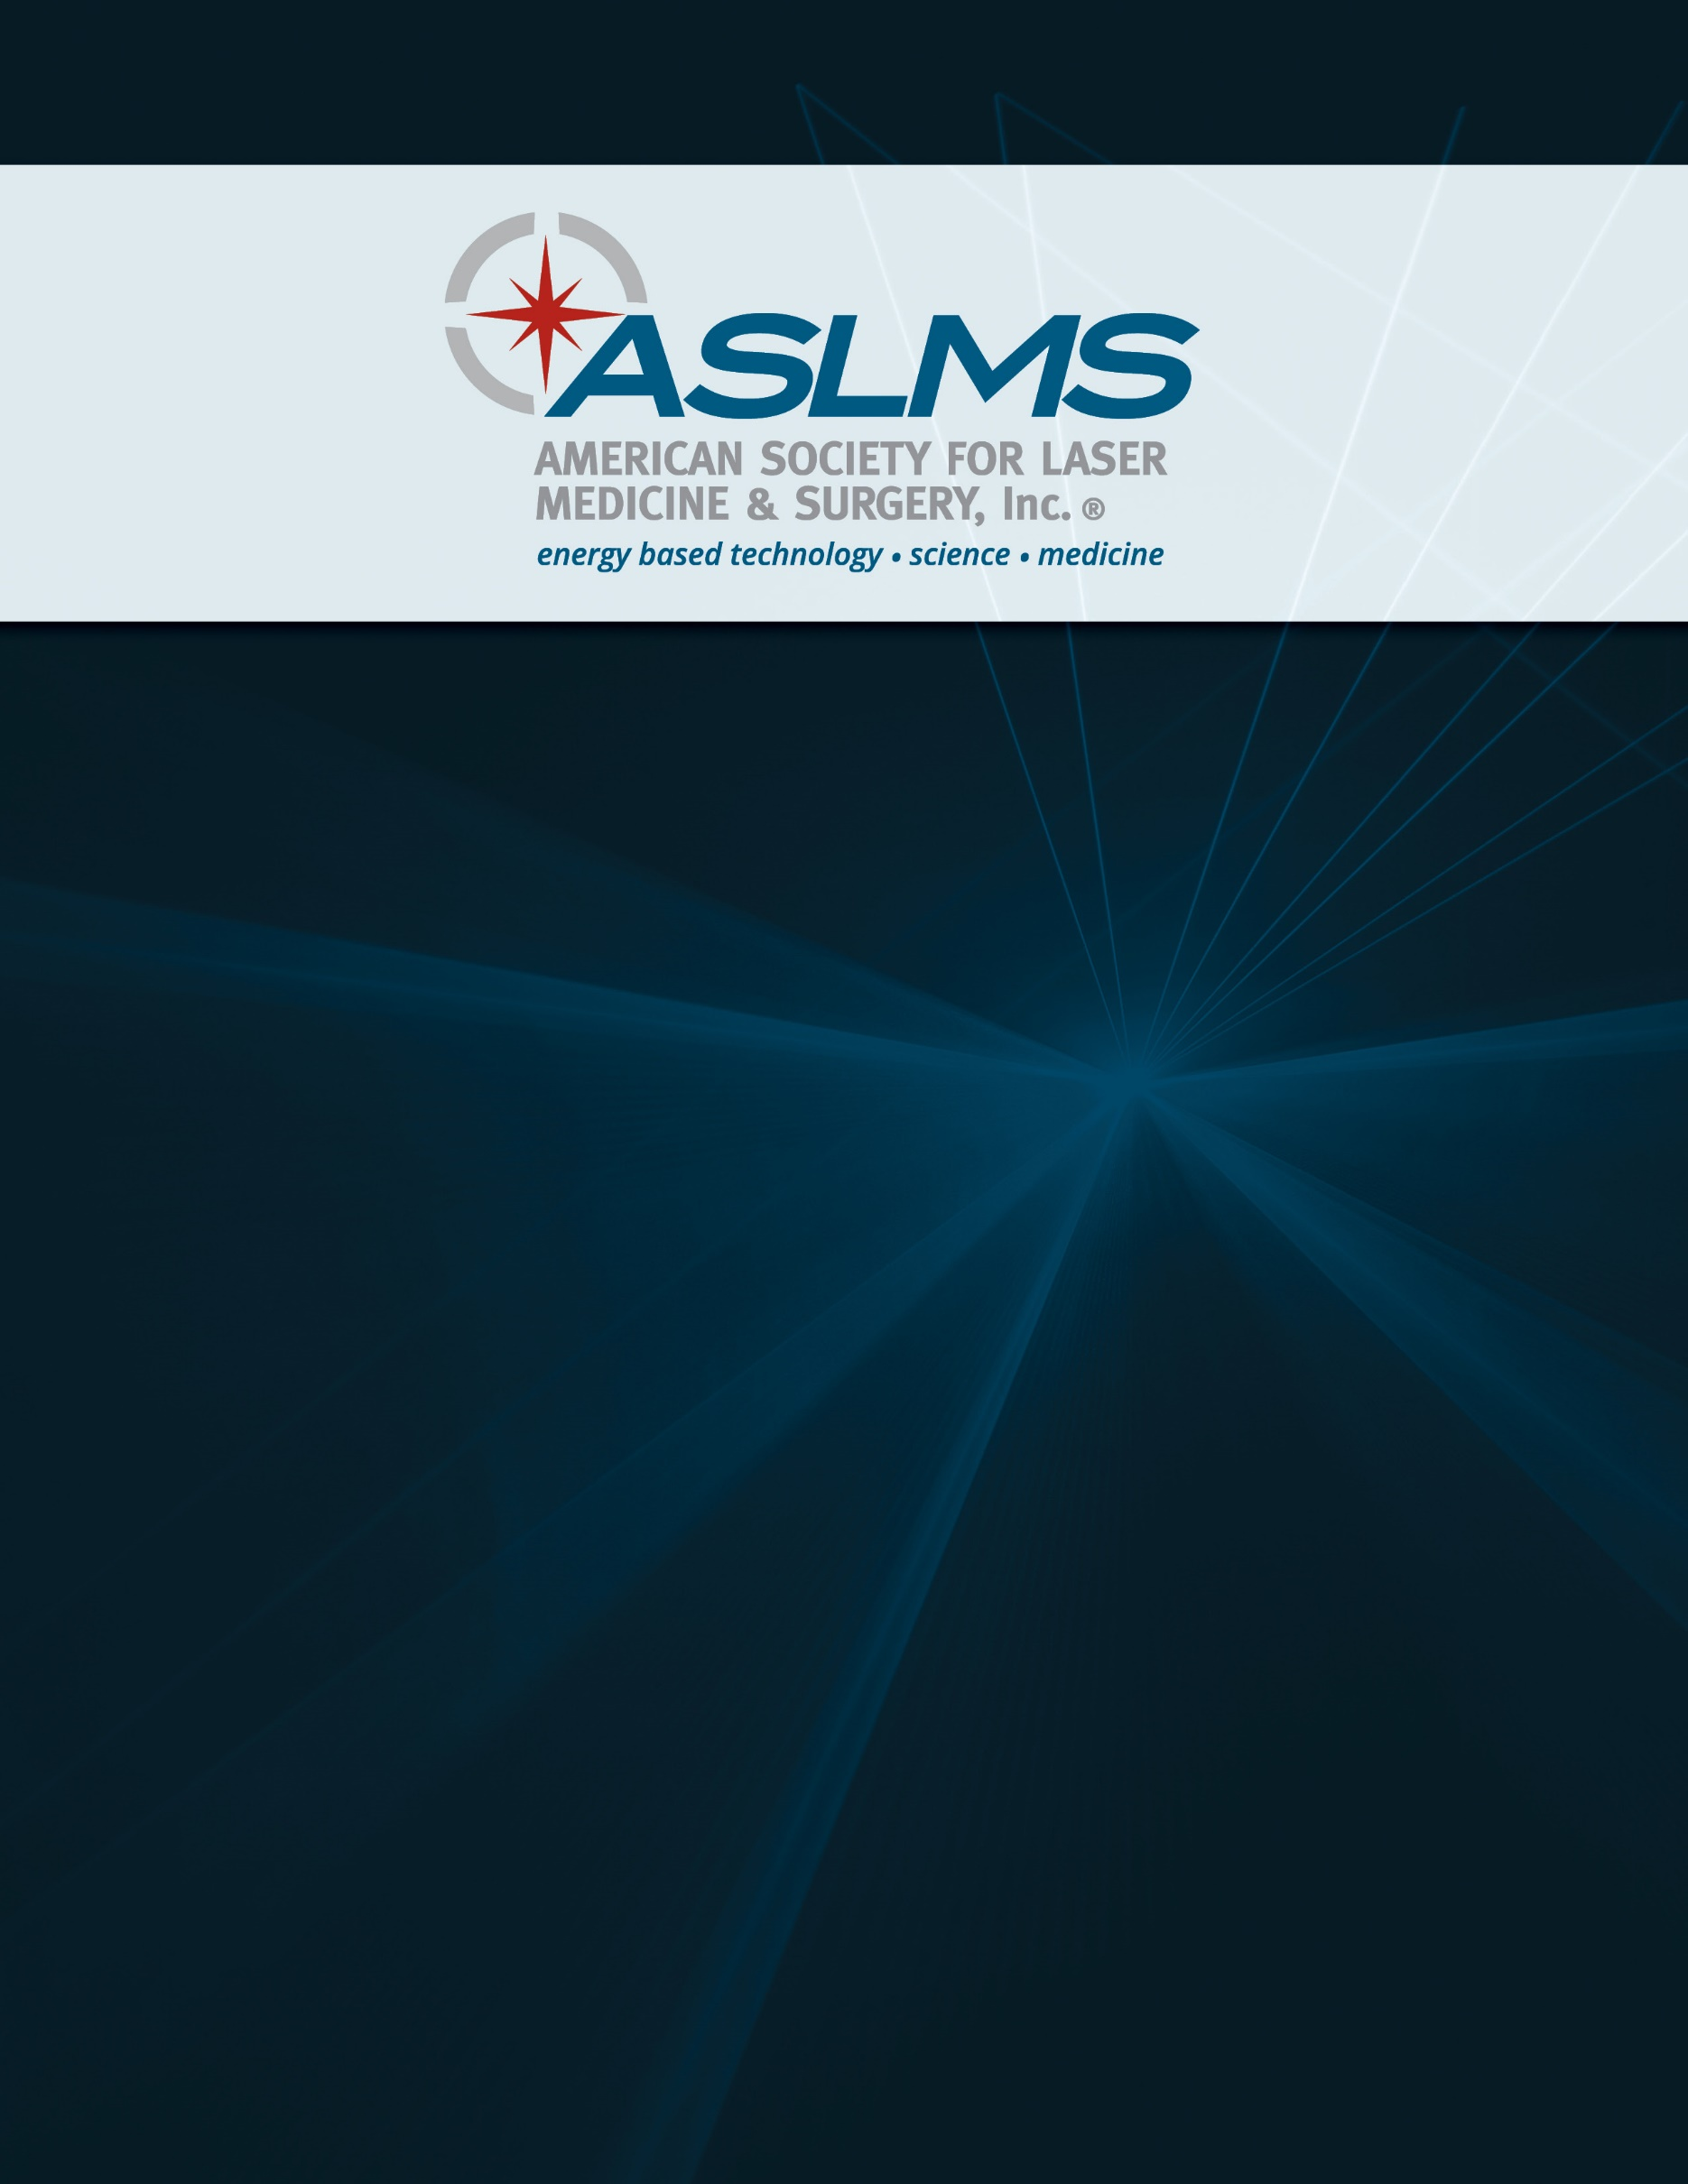 ASLMS
AMERICAN SOCIETY FOR LASER
MEDICINE & SURGERY, Inc. ®
energy based technology • science • medicine